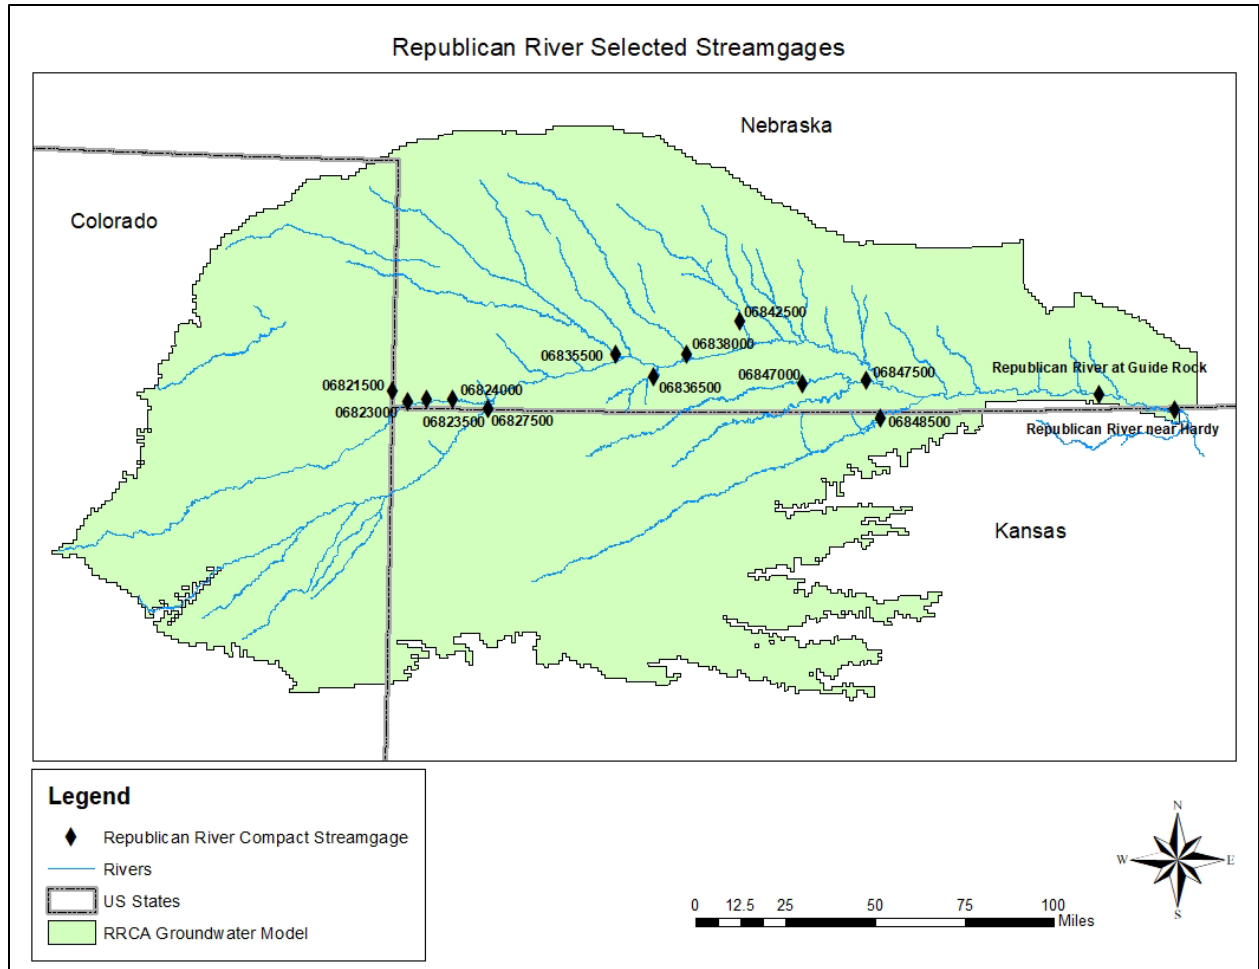 Republican River Selected Streamgages
Nebraska
Colorado
06842500
06835500
06838000
06836500
06821500
06824000
06847000
06847500
Republican River at Guide Rock
06823000
06823500
06827500
06848500
Republican River near Hardy
Kansas
Legend
Republican River Compact Streamgage
Rivers
US States
RRCA Groundwater Model
N
W
E
S
0 12.5 25 50 75 100
Miles